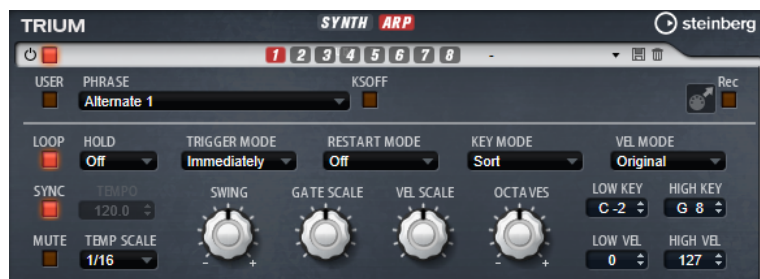 TRIUM SYNTH ARP steinberg
1 2 3 4 5 6 7 8 -
USER PHRASE KSOFF Rec
Alternate 1
LOOP HOLD TRIGGER MODE RESTART MODE KEY MODE VEL MODE
Off Immediately Off Sort Original
SYNC TEMPO SWING GATE SCALE VEL SCALE OCTAVES LOW KEY HIGH KEY
120.0 C -2 G 8
MUTE TEMP SCALE LOW VEL HIGH VEL
1/16 - + - + 0 127